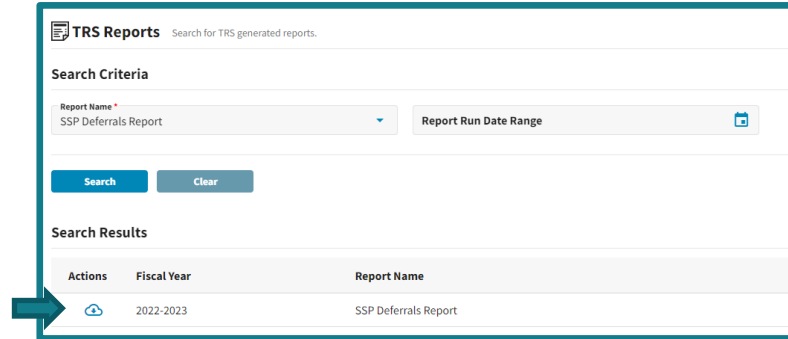 TRS Reports Search for TRS generated reports.
Search Criteria
Report Name *
SSP Deferrals Report
Report Run Date Range
Search Clear
Search Results
Actions Fiscal Year Report Name
2022-2023 SSP Deferrals Report